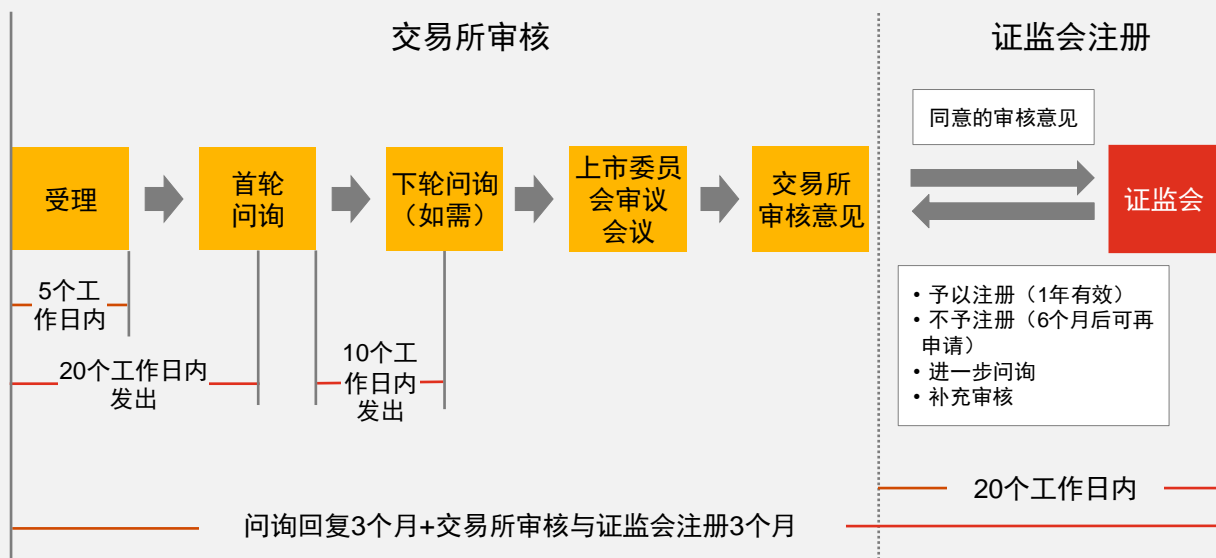 交易所审核
证监会注册
同意的审核意见
受理
首轮
问询
下轮问询
（如需）
上市委员
会审议
会议
交易所
审核意见
证监会
5个工
作日内
20个工作日内
发出
10个工
作日内
发出
• 予以注册（1年有效）
• 不予注册（6个月后可再
申请）
• 进一步问询
• 补充审核
20个工作日内
问询回复3个月+交易所审核与证监会注册3个月